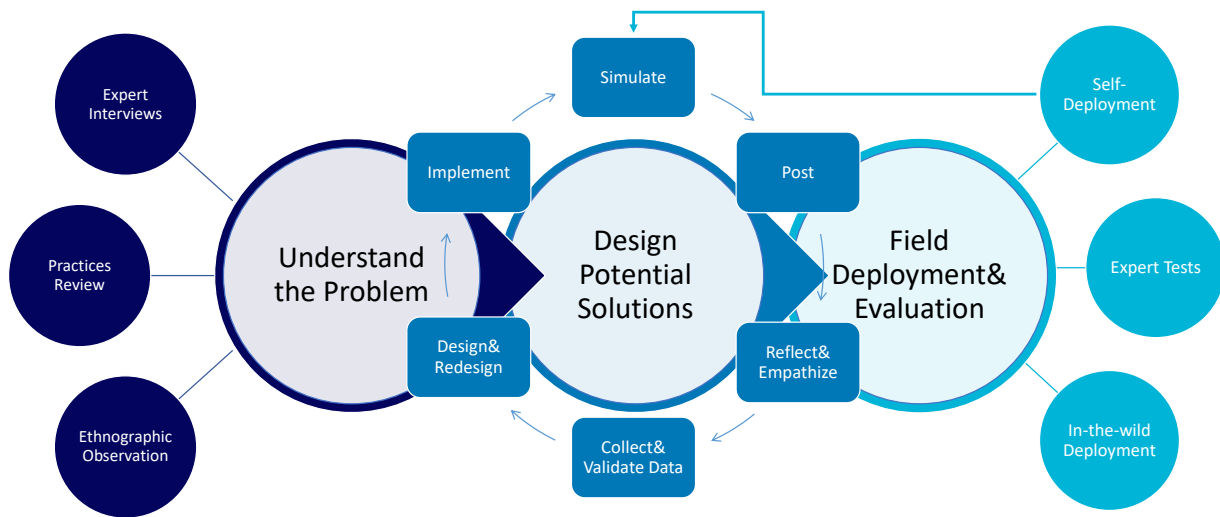 Expert
Interviews
Practices
Review
Ethnographic
Observation
Understand
the Problem
Simulate
Implement
Post
Design
Potential
Solutions
Design&
Redesign
Reflect&
Empathize
Collect&
Validate Data
Field
Deployment&
Evaluation
Self-
Deployment
Expert Tests
In-the-wild
Deployment